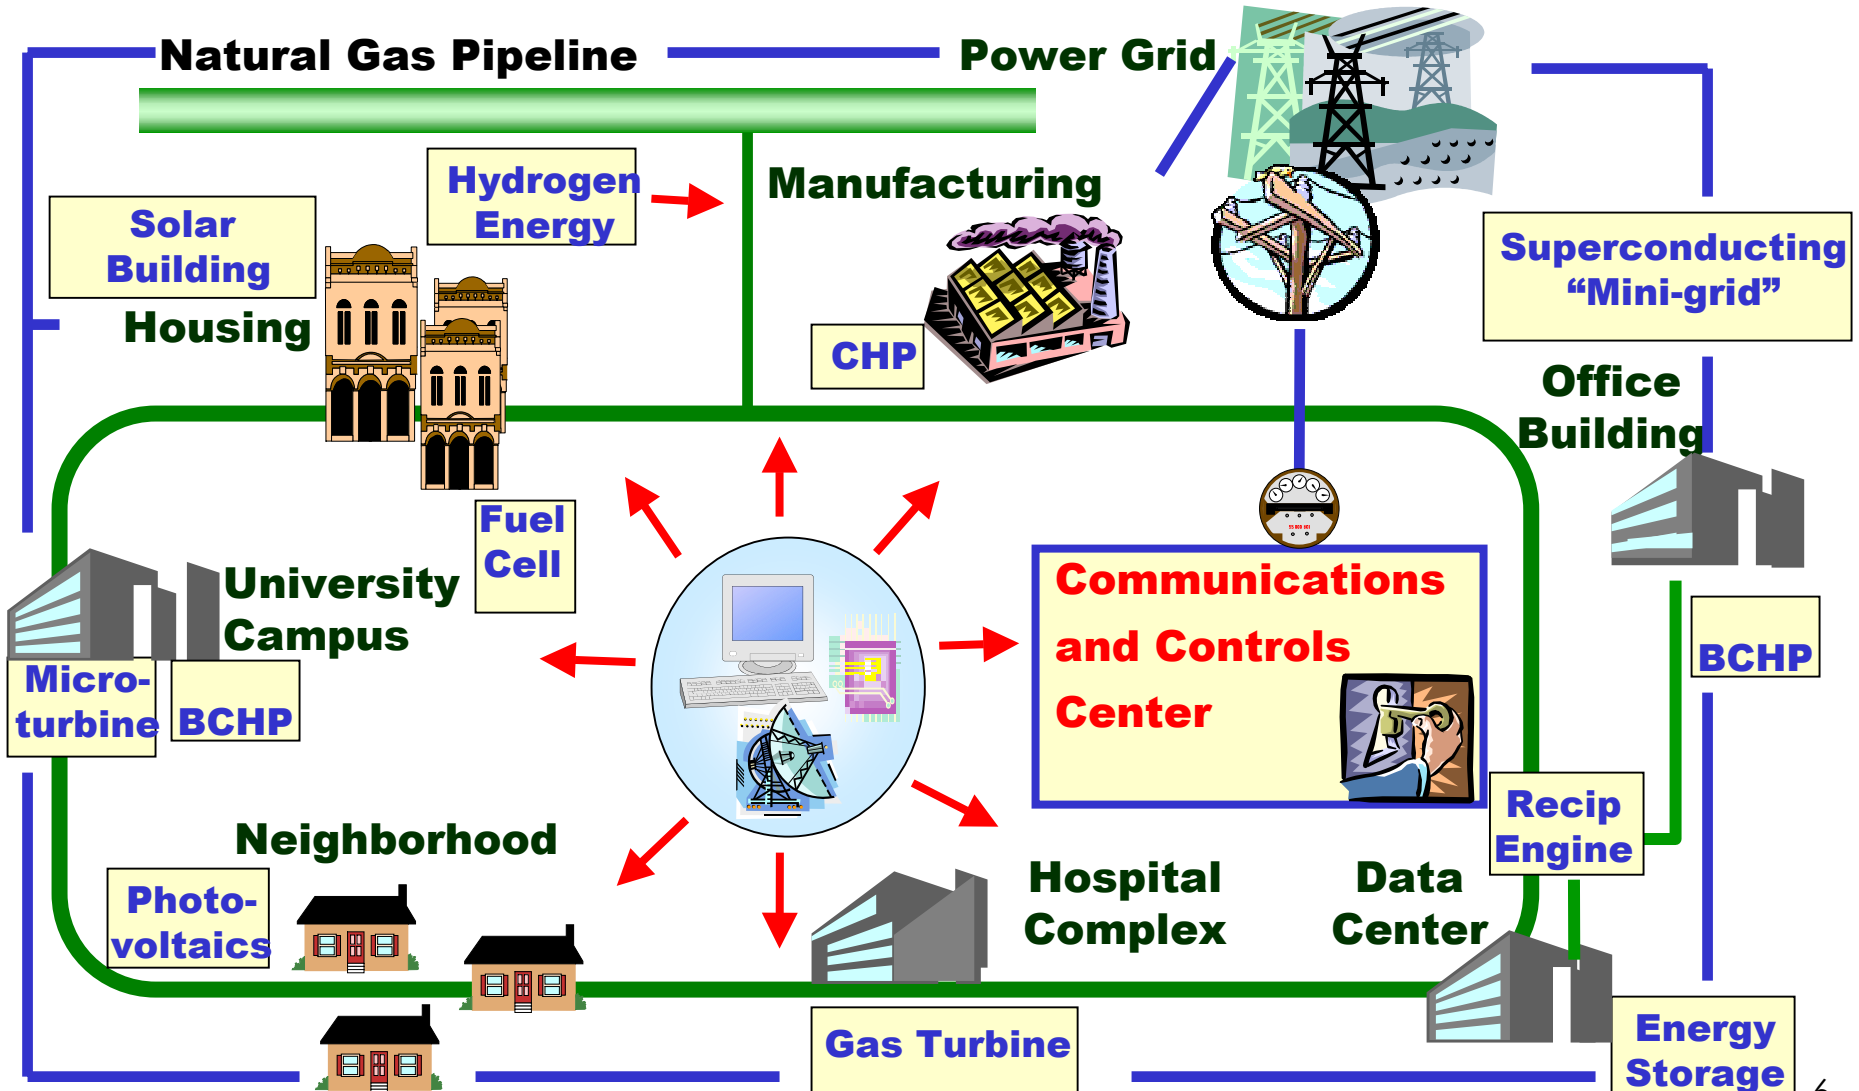 Natural Gas Pipeline
Power Grid
Hydrogen
Energy
Manufacturing
Solar
Building
Superconducting
“Mini-grid”
Housing
CHP
Office
Building
Fuel
Cell
University
Campus
Communications
and Controls
Center
Micro-
turbine
BCHP
BCHP
Recip
Engine
Neighborhood
Photo-
voltaics
Hospital
Complex
Data
Center
Gas Turbine
Energy
Storage